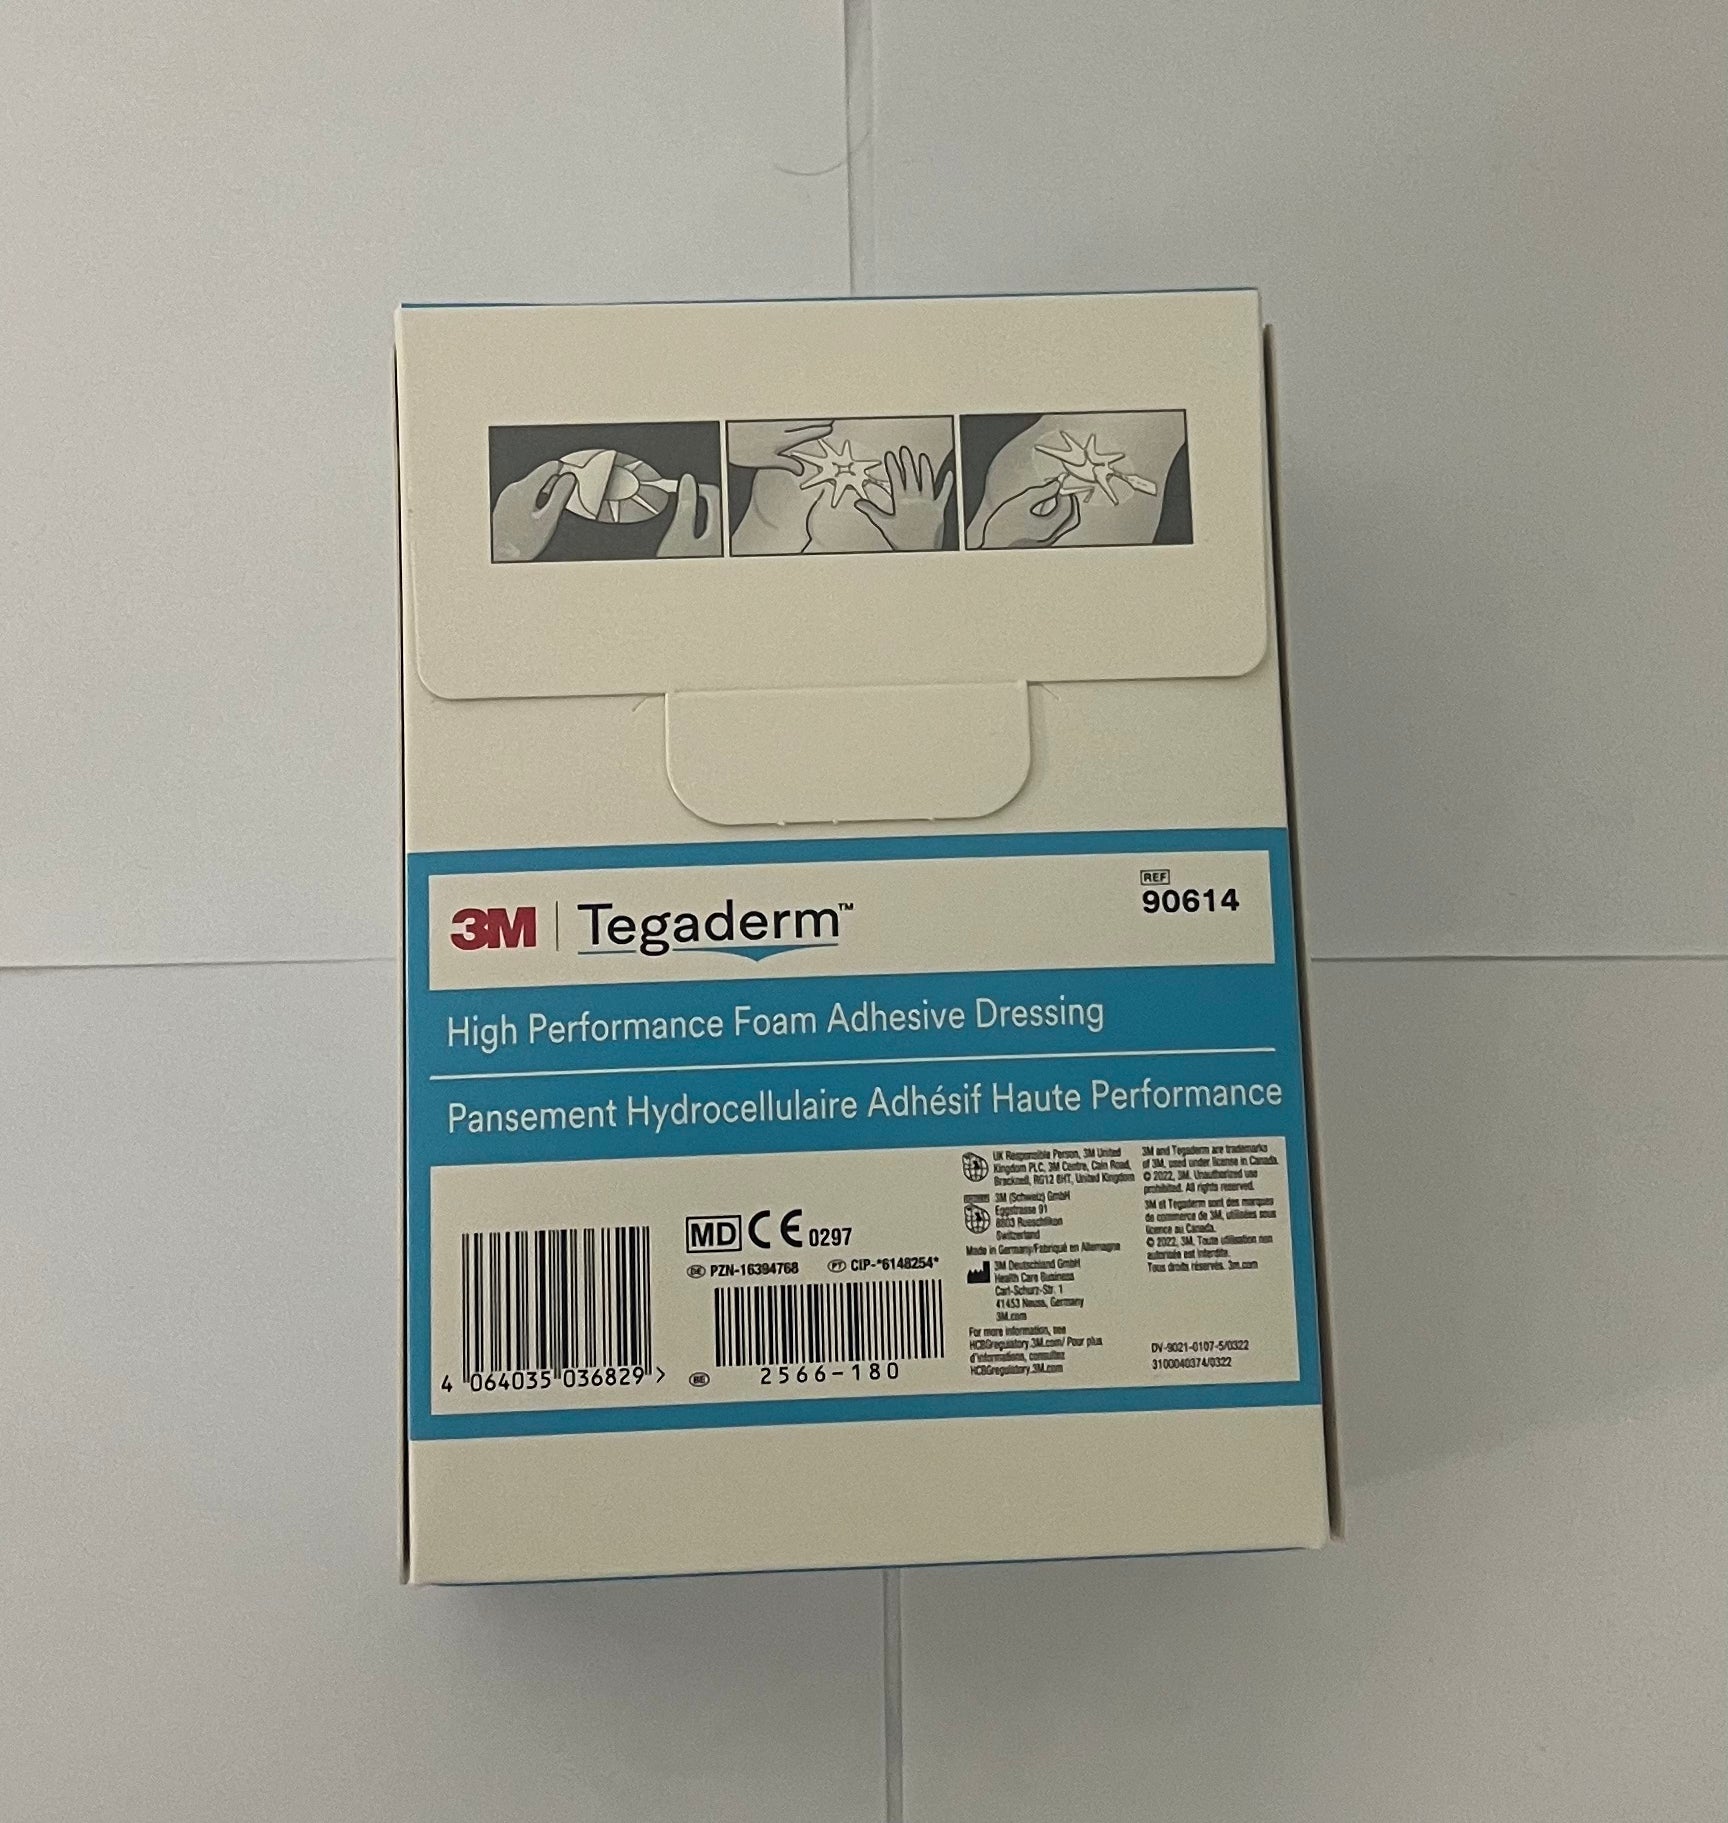 3M | Tegaderm™
REF
90614
High Performance Foam Adhesive Dressing
Pansement Hydrocellulaire Adhésif Haute Performance
4 064035 036829 >
MD CE 0297
DE PZN-16394768
PT CIP-*6148254*
BE 2566-180
UK Responsible Person, 3M United
Kingdom PLC, 3M Centre, Cain Road,
Bracknell, RG12 8HT, United Kingdom
3M (Schweiz) GmbH
Eggstrasse 91
8803 Rueschlikon
Switzerland
Made in Germany/Fabriqué en Allemagne
3M Deutschland GmbH
Health Care Business
Carl-Schurz-Str. 1
41453 Neuss, Germany
3M.com
For more information, see
HCBGregulatory.3M.com/ Pour plus
d'informations, consultez
HCBGregulatory.3M.com
3M and Tegaderm are trademarks
of 3M, used under license in Canada.
© 2022, 3M. Unauthorized use
prohibited. All rights reserved.
3M et Tegaderm sont des marques
de commerce de 3M, utilisées sous
licence au Canada.
© 2022, 3M. Toute utilisation non
autorisée est interdite.
Tous droits réservés. 3m.com
DV-9021-0107-5/0322
3100040374/0322